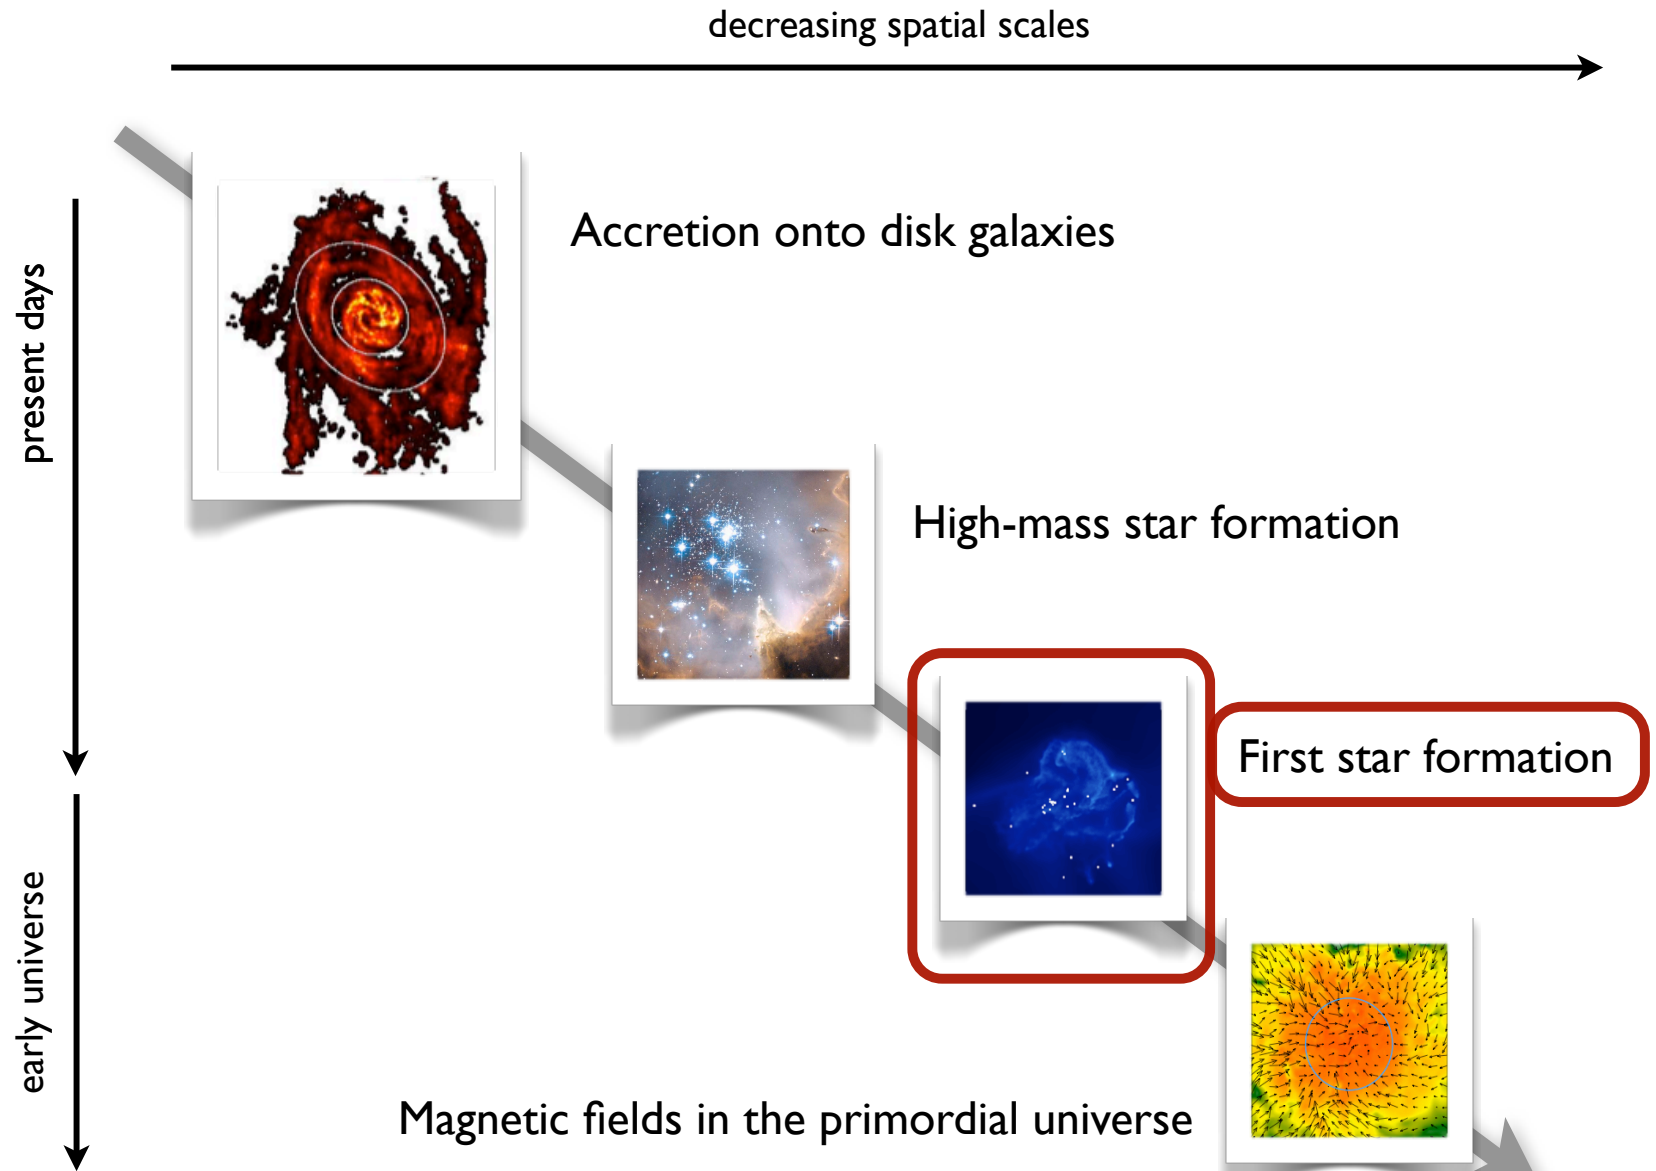 decreasing spatial scales
present days
Accretion onto disk galaxies
High-mass star formation
First star formation
early universe
Magnetic fields in the primordial universe